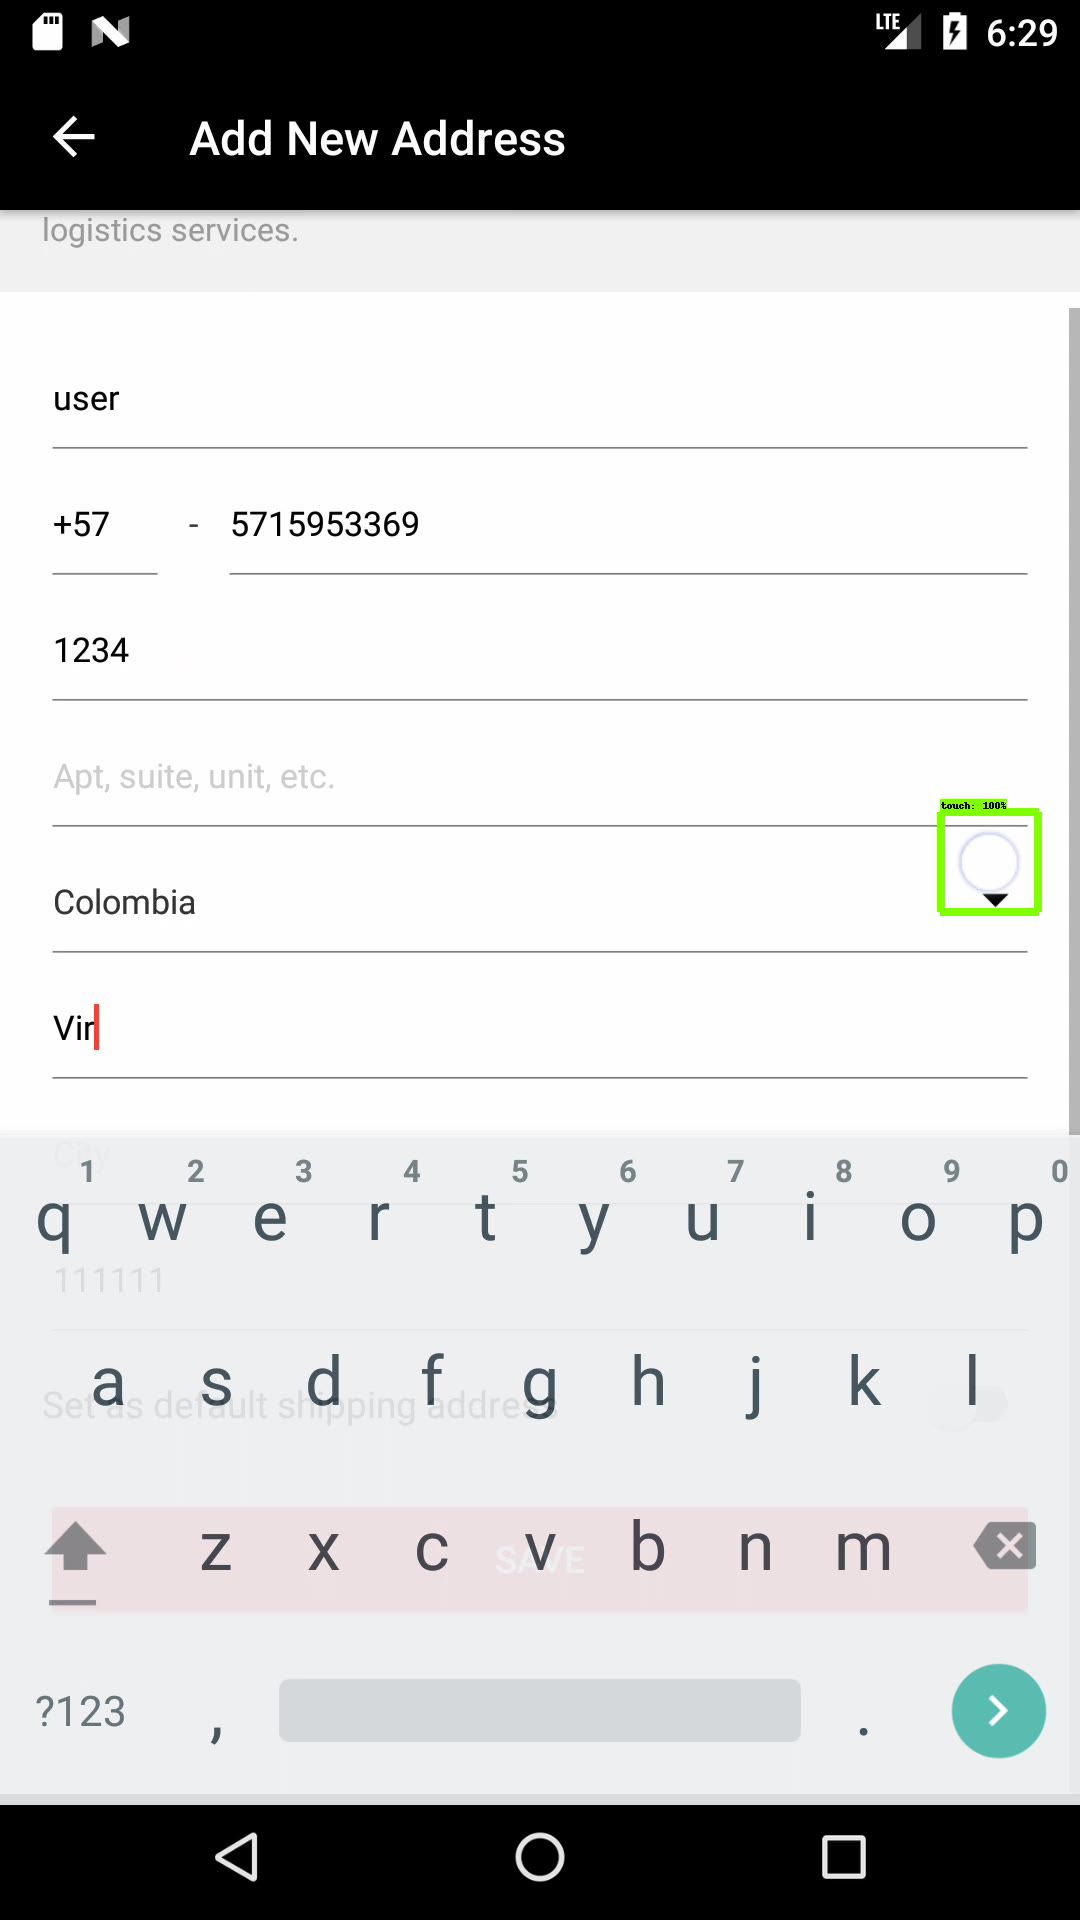 LTE 6:29
Add New Address
logistics services.
user
+57 - 5715953369
1234
Apt, suite, unit, etc.
touch: 100%
Colombia
Vir
City
1 2 3 4 5 6 7 8 9 0
q w e r t y u i o p
111111
a s d f g h j k l
Set as default shipping address
z x c v b n m
SAVE
?123 , .